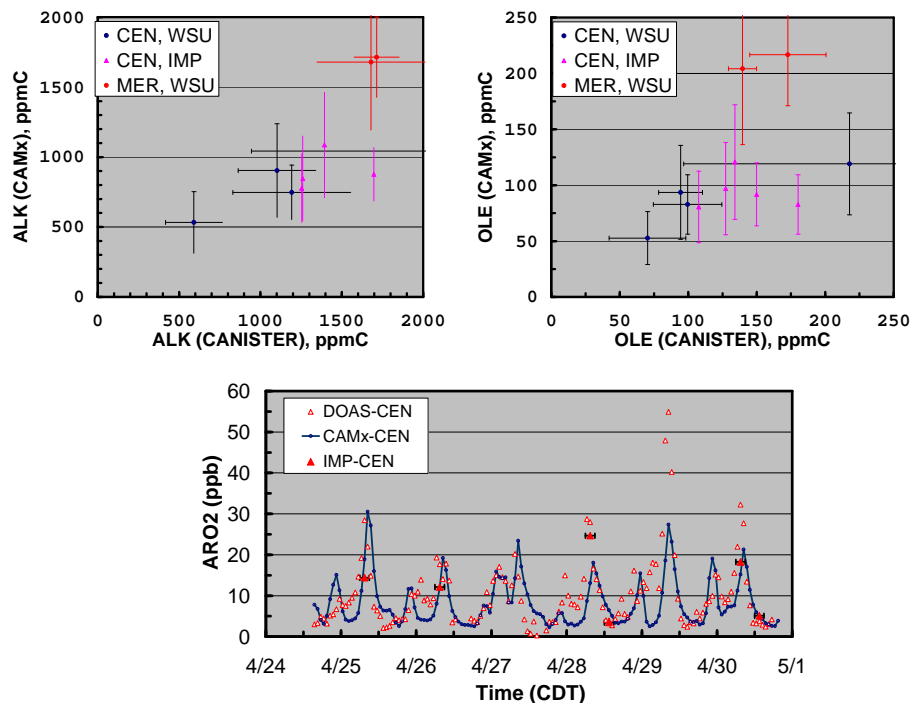 2000
1500
1000
500
0
ALK (CAMx), ppmC
CEN, WSU
CEN, IMP
MER, WSU
0 500 1000 1500 2000
ALK (CANISTER), ppmC
250
200
150
100
50
0
OLE (CAMx), ppmC
CEN, WSU
CEN, IMP
MER, WSU
0 50 100 150 200 250
OLE (CANISTER), ppmC
60
50
40
30
20
10
0
ARO2 (ppb)
DOAS-CEN
CAMx-CEN
IMP-CEN
4/24 4/25 4/26 4/27 4/28 4/29 4/30 5/1
Time (CDT)